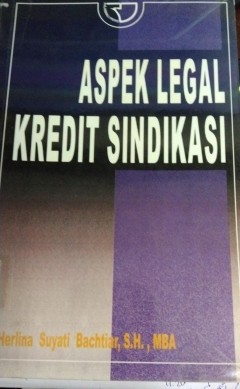 ASPEK LEGAL
KREDIT SINDIKASI
Herlina Suyati Bachtiar, S.H., MBA